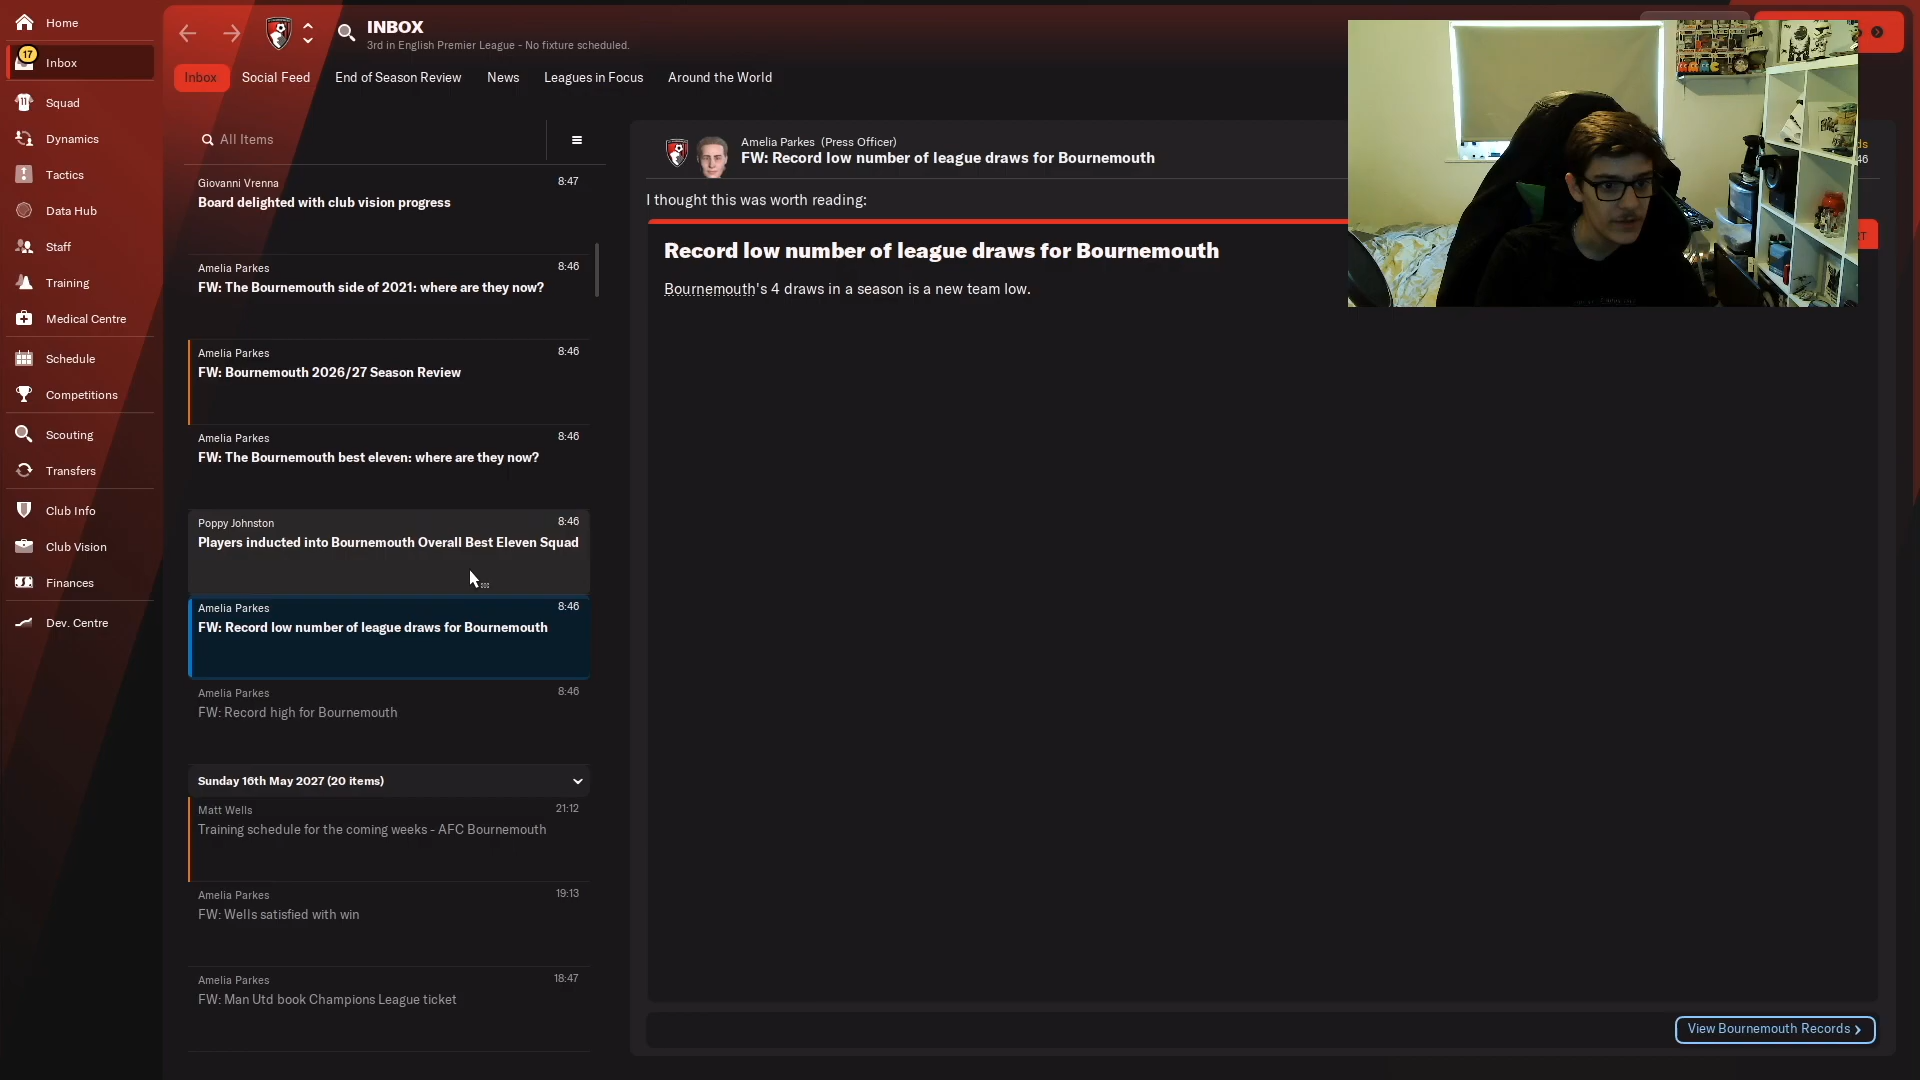 Home
17
Inbox
Squad
Dynamics
Tactics
Data Hub
Staff
Training
Medical Centre
Schedule
Competitions
Scouting
Transfers
Club Info
Club Vision
Finances
Dev. Centre
INBOX
3rd in English Premier League - No fixture scheduled.
Inbox
Social Feed
End of Season Review
News
Leagues in Focus
Around the World
All Items
Giovanni Vrenna
8:47
Board delighted with club vision progress
Amelia Parkes
8:46
FW: The Bournemouth side of 2021: where are they now?
Amelia Parkes
8:46
FW: Bournemouth 2026/27 Season Review
Amelia Parkes
8:46
FW: The Bournemouth best eleven: where are they now?
Poppy Johnston
8:46
Players inducted into Bournemouth Overall Best Eleven Squad
Amelia Parkes
8:46
FW: Record low number of league draws for Bournemouth
Amelia Parkes
8:46
FW: Record high for Bournemouth
Sunday 16th May 2027 (20 items)
Matt Wells
21:12
Training schedule for the coming weeks - AFC Bournemouth
Amelia Parkes
19:13
FW: Wells satisfied with win
Amelia Parkes
18:47
FW: Man Utd book Champions League ticket
Amelia Parkes (Press Officer)
FW: Record low number of league draws for Bournemouth
I thought this was worth reading:
Record low number of league draws for Bournemouth
Bournemouth's 4 draws in a season is a new team low.
View Bournemouth Records